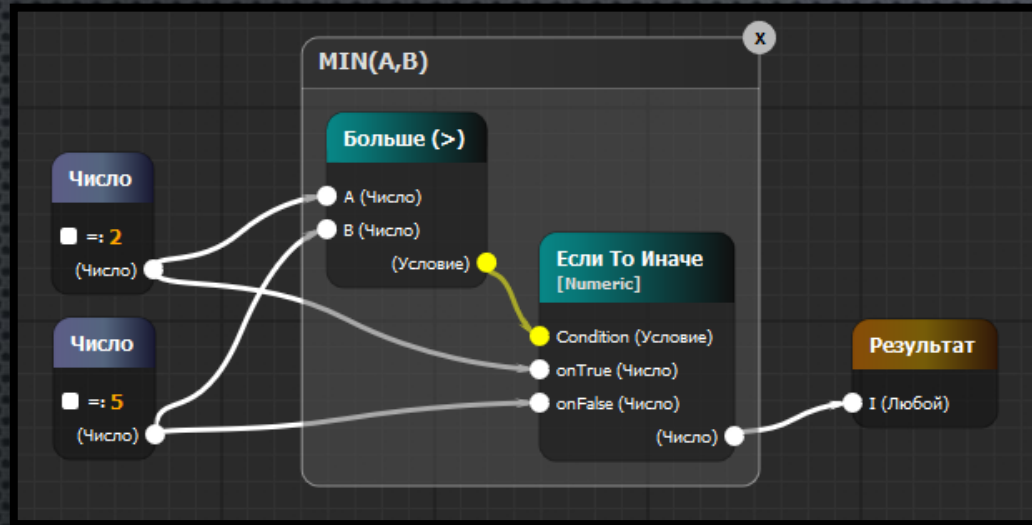 MIN(A,B)
X
Больше (>)
A (Число)
B (Число)
(Условие)
Число
=: 2
(Число)
Число
=: 5
(Число)
Если То Иначе
[Numeric]
Condition (Условие)
onTrue (Число)
onFalse (Число)
(Число)
Результат
I (Любой)